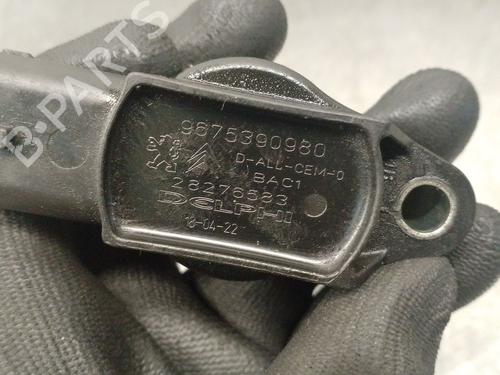 B-PARTS
9675390980
D-ALL-CEM-0
BAC1
28276583
DELPHI
18-04-22